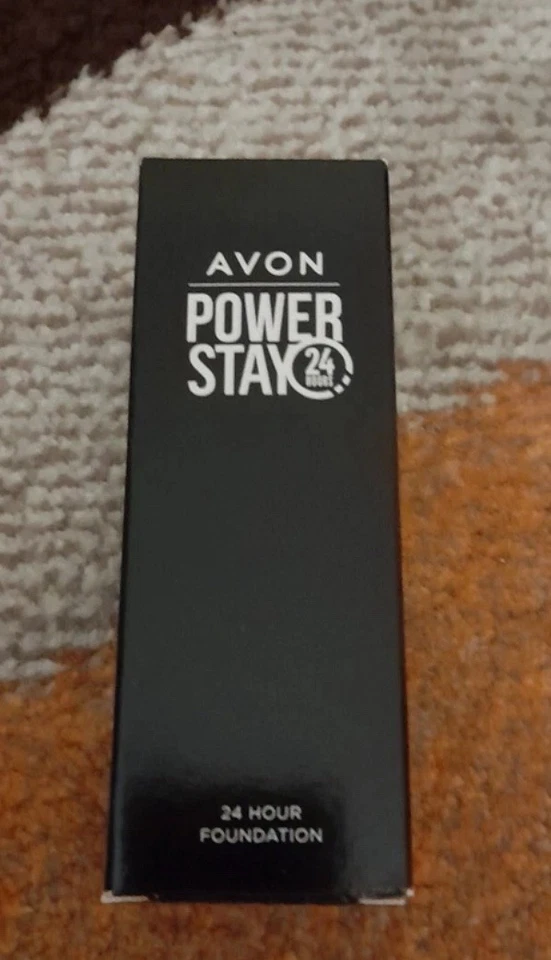 AVON
POWER
STAY 24
HOURS
24 HOUR
FOUNDATION